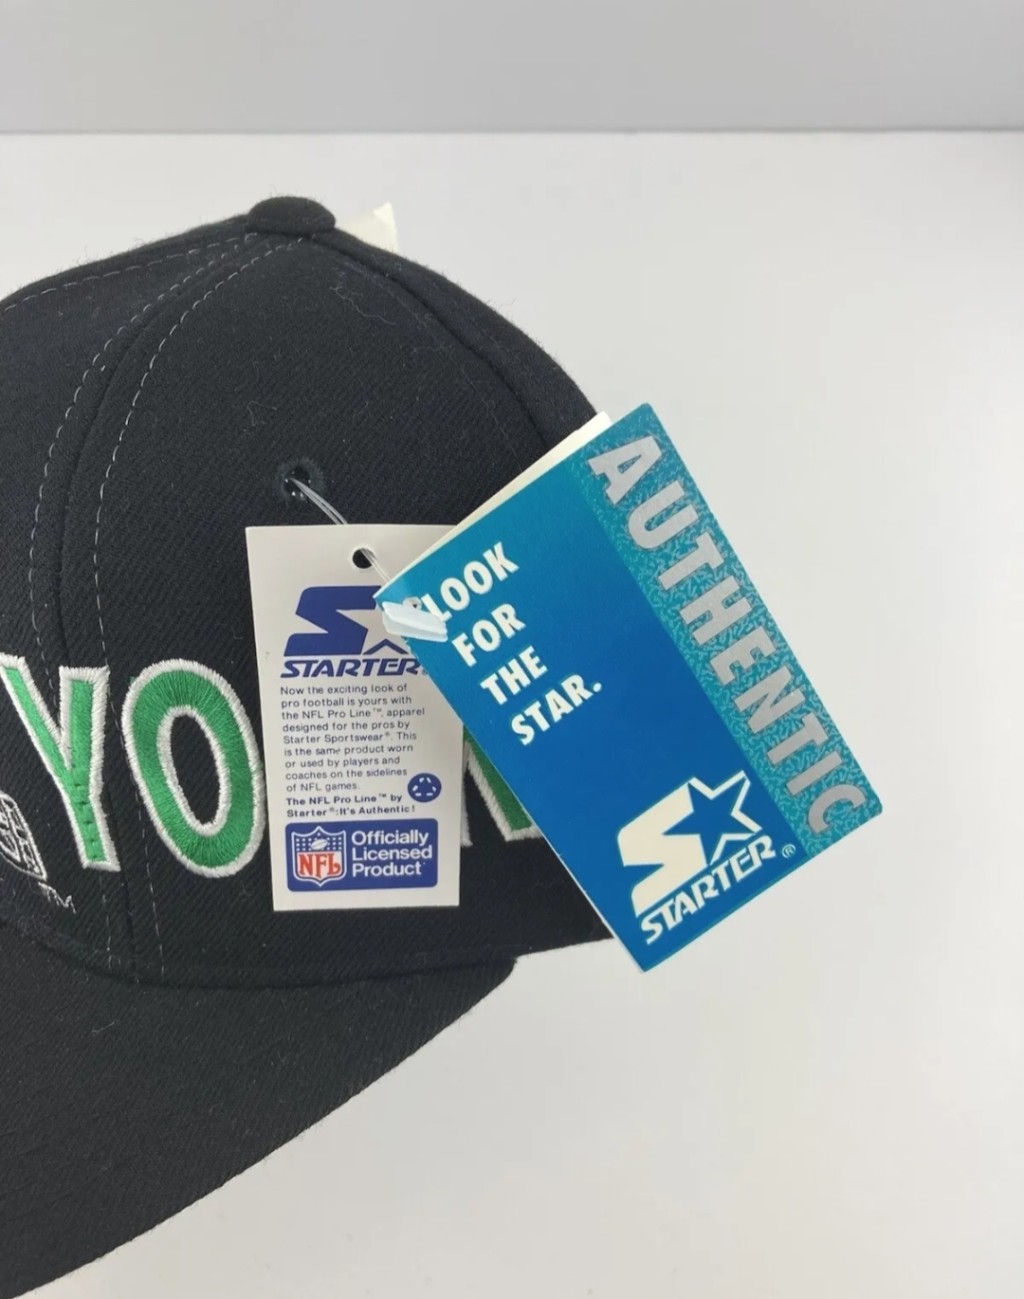 YO
TM
STARTER
Now the exciting look of
pro football is yours with
the NFL Pro Line™, apparel
designed for the pros by
Starter Sportswear®. This
is the same product worn
or used by players and
coaches on the sidelines
of NFL games.
The NFL Pro Line™ by
Starter®:It's Authentic!
NFL
Officially
Licensed
Product
LOOK
FOR
THE
STAR.
AUTHENTIC
S
STARTER®